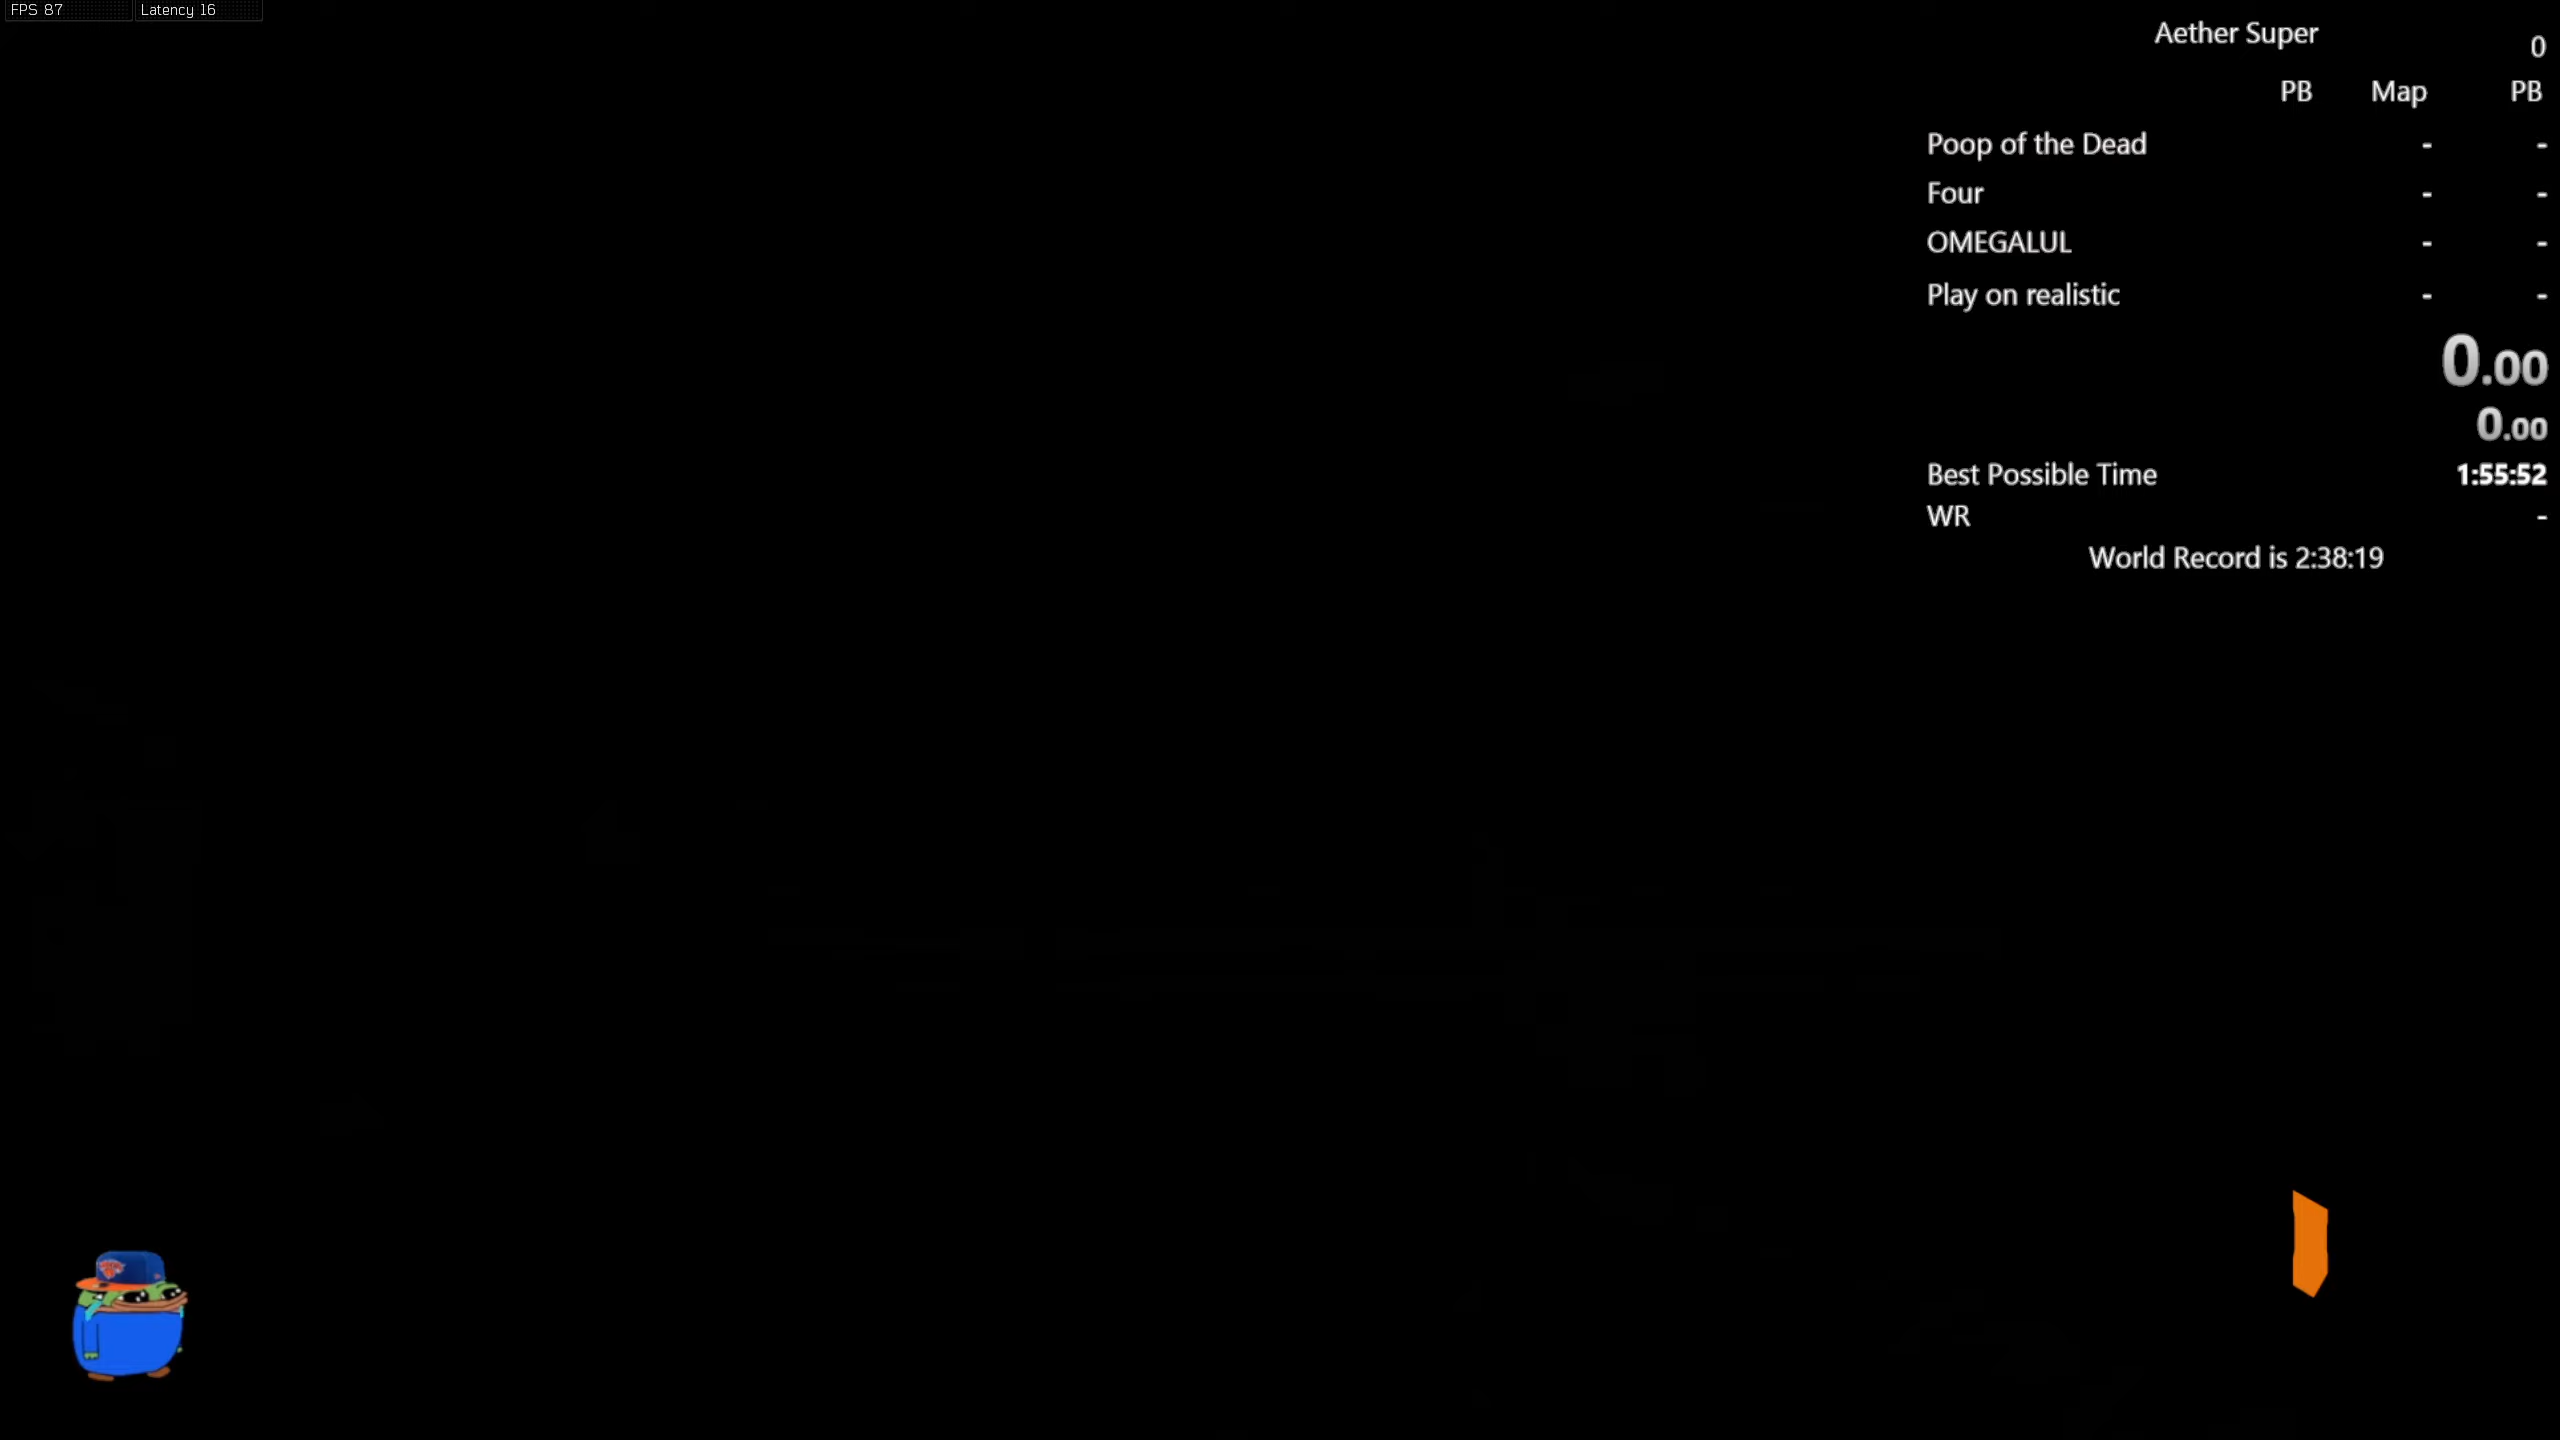 FPS 87 Latency 16
Aether Super 0
PB Map PB
Poop of the Dead - -
Four - -
OMEGALUL - -
Play on realistic - -
0.00
0.00
Best Possible Time 1:55:52
WR -
World Record is 2:38:19